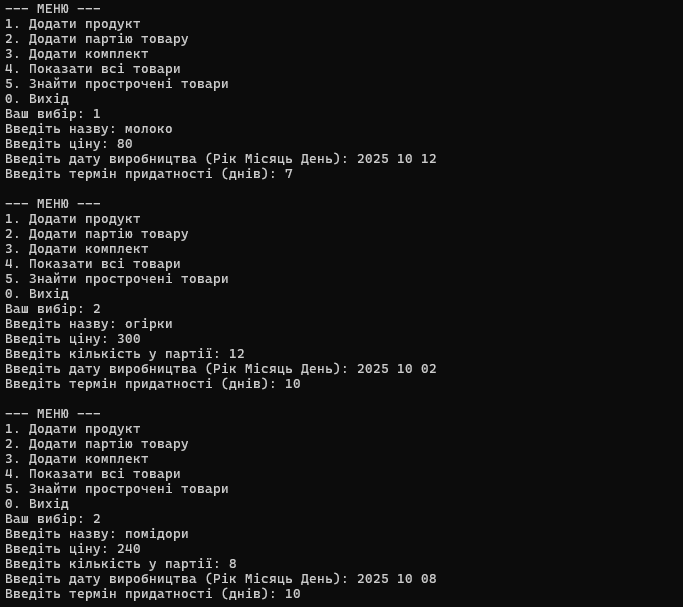 --- МЕНЮ ---
1. Додати продукт
2. Додати партію товару
3. Додати комплект
4. Показати всі товари
5. Знайти прострочені товари
0. Вихід
Ваш вибір: 1
Введіть назву: молоко
Введіть ціну: 80
Введіть дату виробництва (Рік Місяць День): 2025 10 12
Введіть термін придатності (днів): 7
--- МЕНЮ ---
1. Додати продукт
2. Додати партію товару
3. Додати комплект
4. Показати всі товари
5. Знайти прострочені товари
0. Вихід
Ваш вибір: 2
Введіть назву: огірки
Введіть ціну: 300
Введіть кількість у партії: 12
Введіть дату виробництва (Рік Місяць День): 2025 10 02
Введіть термін придатності (днів): 10
--- МЕНЮ ---
1. Додати продукт
2. Додати партію товару
3. Додати комплект
4. Показати всі товари
5. Знайти прострочені товари
0. Вихід
Ваш вибір: 2
Введіть назву: помідори
Введіть ціну: 240
Введіть кількість у партії: 8
Введіть дату виробництва (Рік Місяць День): 2025 10 08
Введіть термін придатності (днів): 10